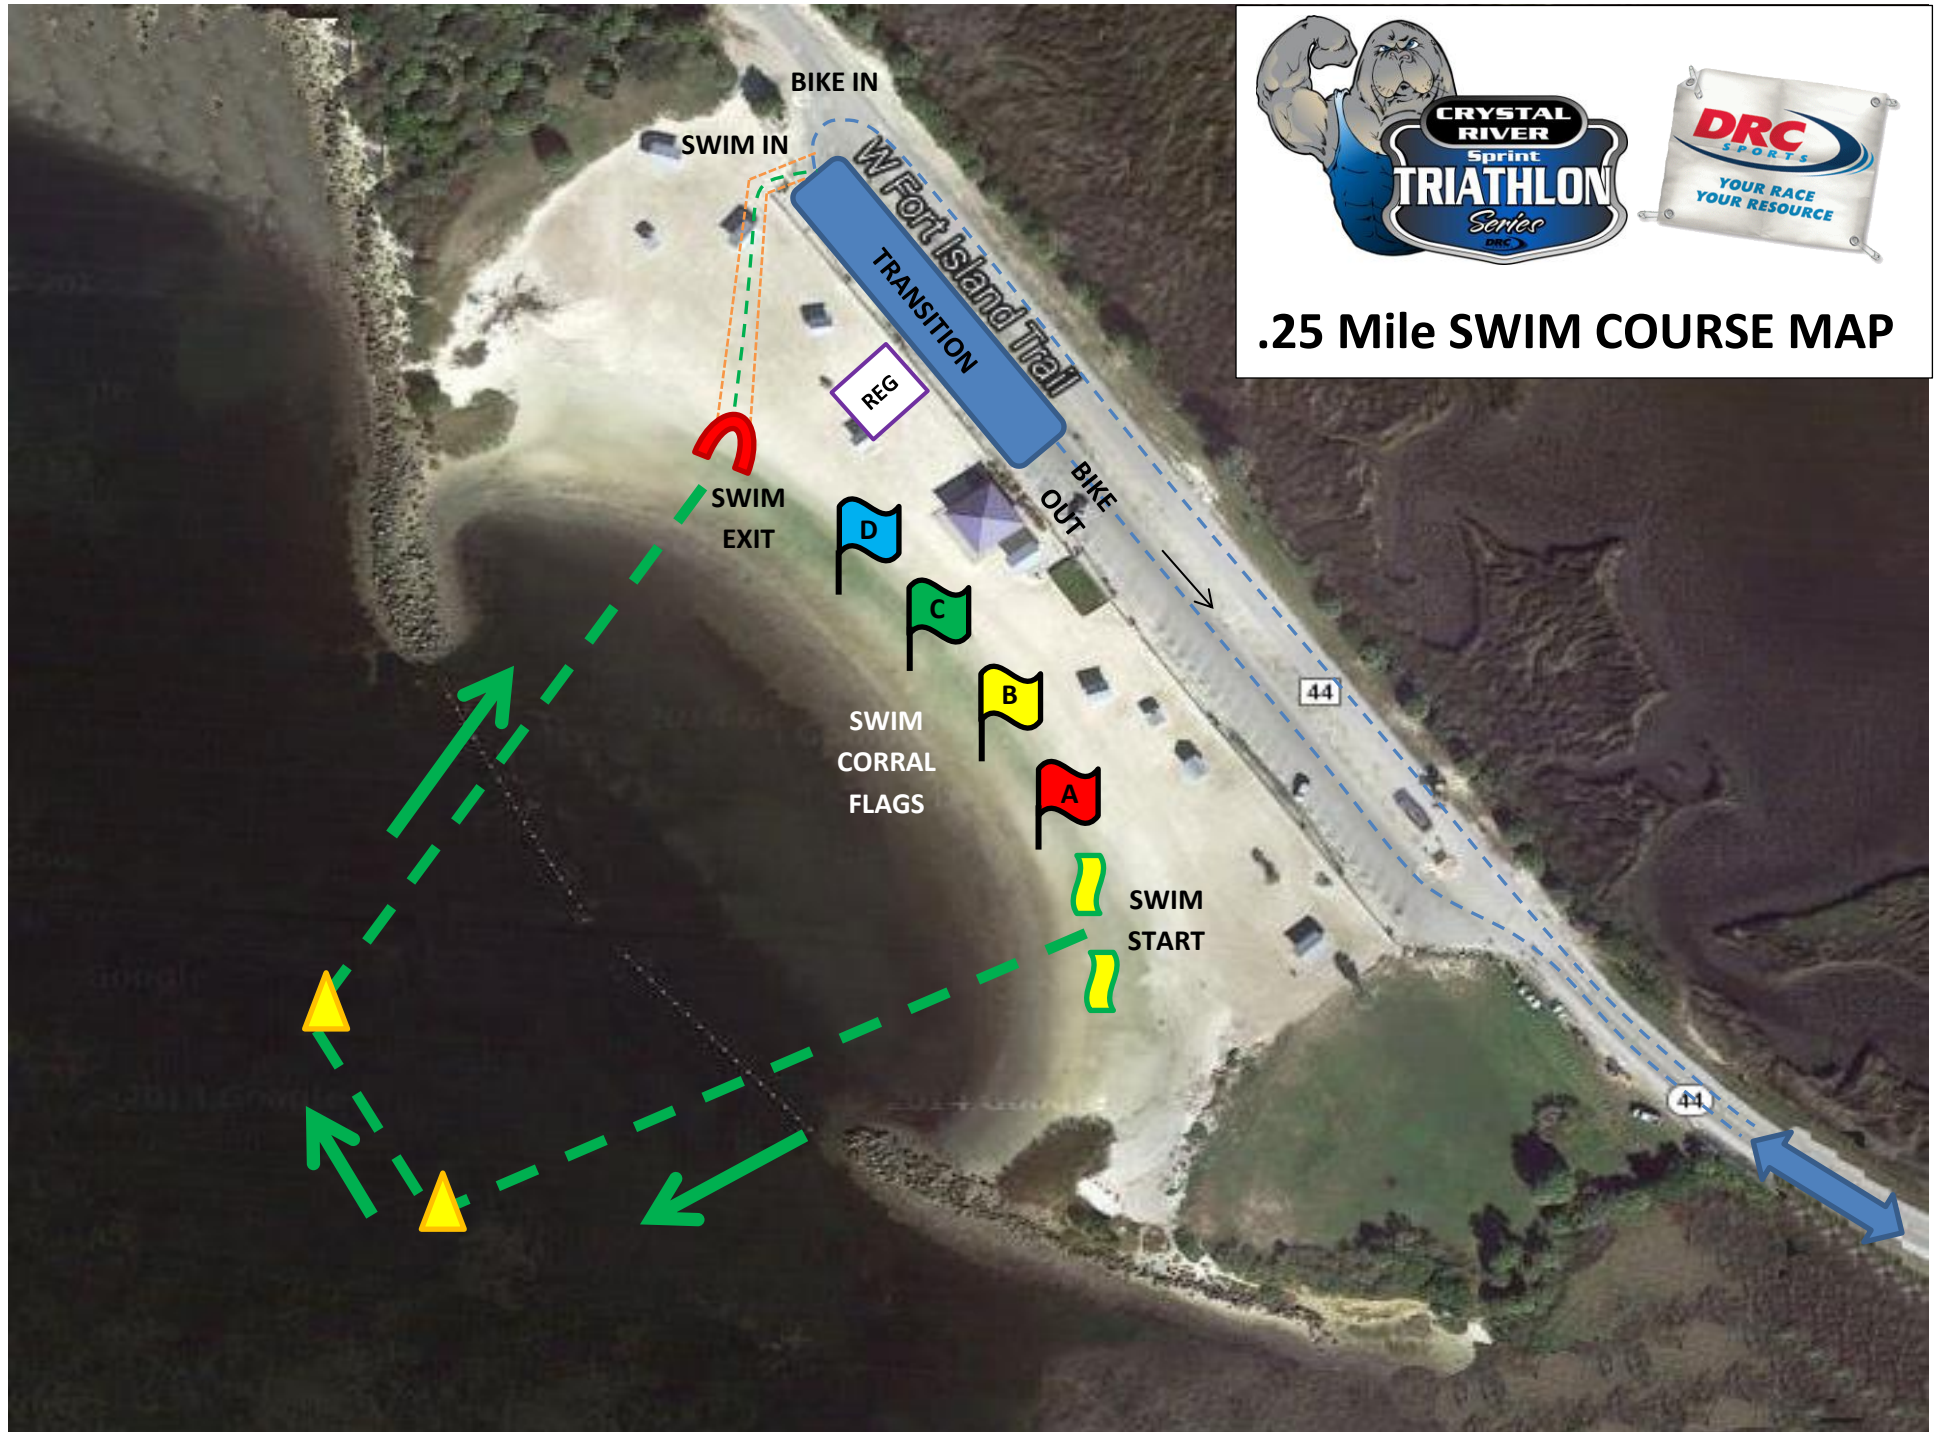 CRYSTAL
RIVER
Sprint
TRIATHLON
Series
DRC
DRC
SPORTS
YOUR RACE
YOUR RESOURCE
.25 Mile SWIM COURSE MAP
BIKE IN
SWIM IN
W Fort Island Trail
TRANSITION
REG
BIKE
OUT
SWIM
EXIT
D
C
B
A
SWIM
CORRAL
FLAGS
44
SWIM
START
44
Google